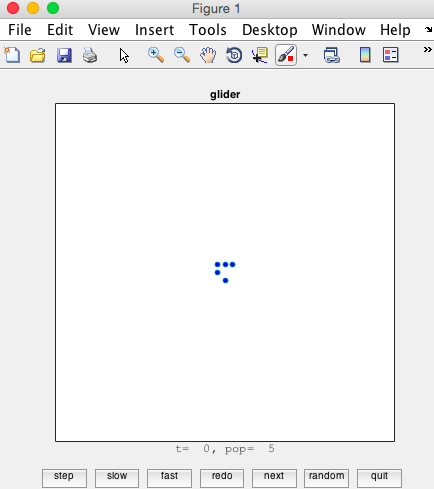 Figure 1
File Edit View Insert Tools Desktop Window Help
glider
t= 0, pop= 5
step slow fast redo next random quit